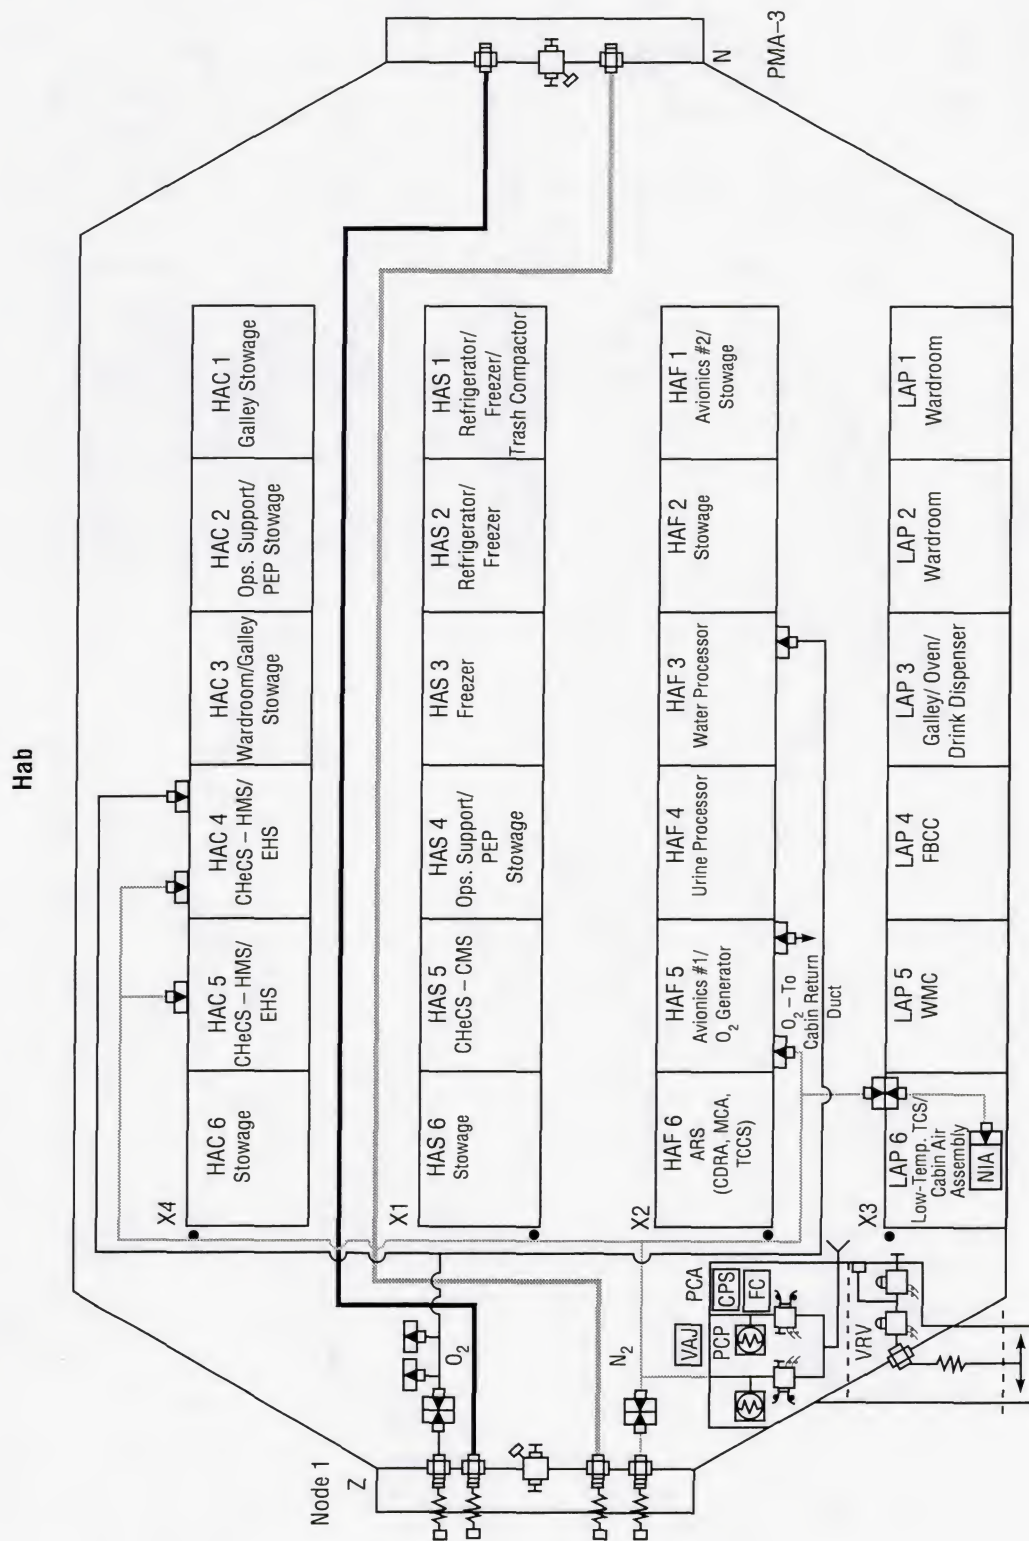 Hab
Node 1
Z
N
PMA–3
X4
HAC 6
Stowage
HAC 5
CHeCS – HMS/
EHS
HAC 4
CHeCS – HMS/
EHS
HAC 3
Wardroom/Galley
Stowage
HAC 2
Ops. Support/
PEP Stowage
HAC 1
Galley Stowage
X1
HAS 6
Stowage
HAS 5
CHeCS – CMS
HAS 4
Ops. Support/
PEP
Stowage
HAS 3
Freezer
HAS 2
Refrigerator/
Freezer
HAS 1
Refrigerator/
Freezer/
Trash Compactor
O2
N2
X2
HAF 6
ARS
(CDRA, MCA,
TCCS)
HAF 5
Avionics #1/
O2 Generator
HAF 4
Urine Processor
HAF 3
Water Processor
HAF 2
Stowage
HAF 1
Avionics #2/
Stowage
O2 – To
Cabin Return
Duct
VAJ
PCA
PCP
CPS
FC
VRV
X3
LAP 6
Low-Temp. TCS/
Cabin Air
Assembly
NIA
LAP 5
WMC
LAP 4
FBCC
LAP 3
Galley/ Oven/
Drink Dispenser
LAP 2
Wardroom
LAP 1
Wardroom